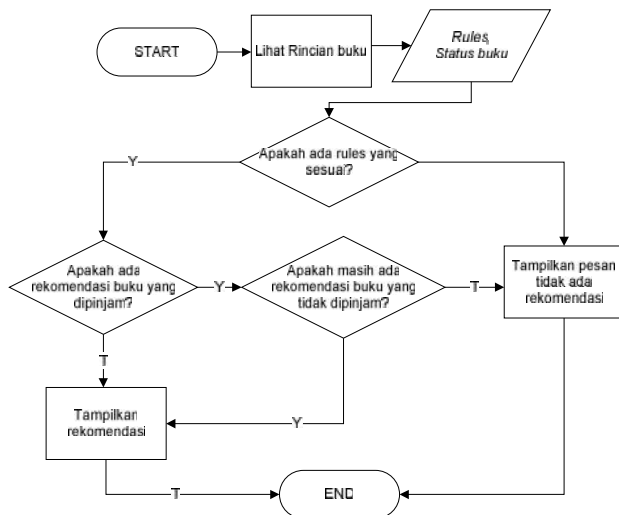 START
Lihat Rincian buku
Rules,
Status buku
Apakah ada rules yang
sesuai?
Y
Apakah ada
rekomendasi buku yang
dipinjam?
Y
Apakah masih ada
rekomendasi buku yang
tidak dipinjam?
T
Tampilkan pesan
tidak ada
rekomendasi
T
Tampilkan
rekomendasi
Y
T
END